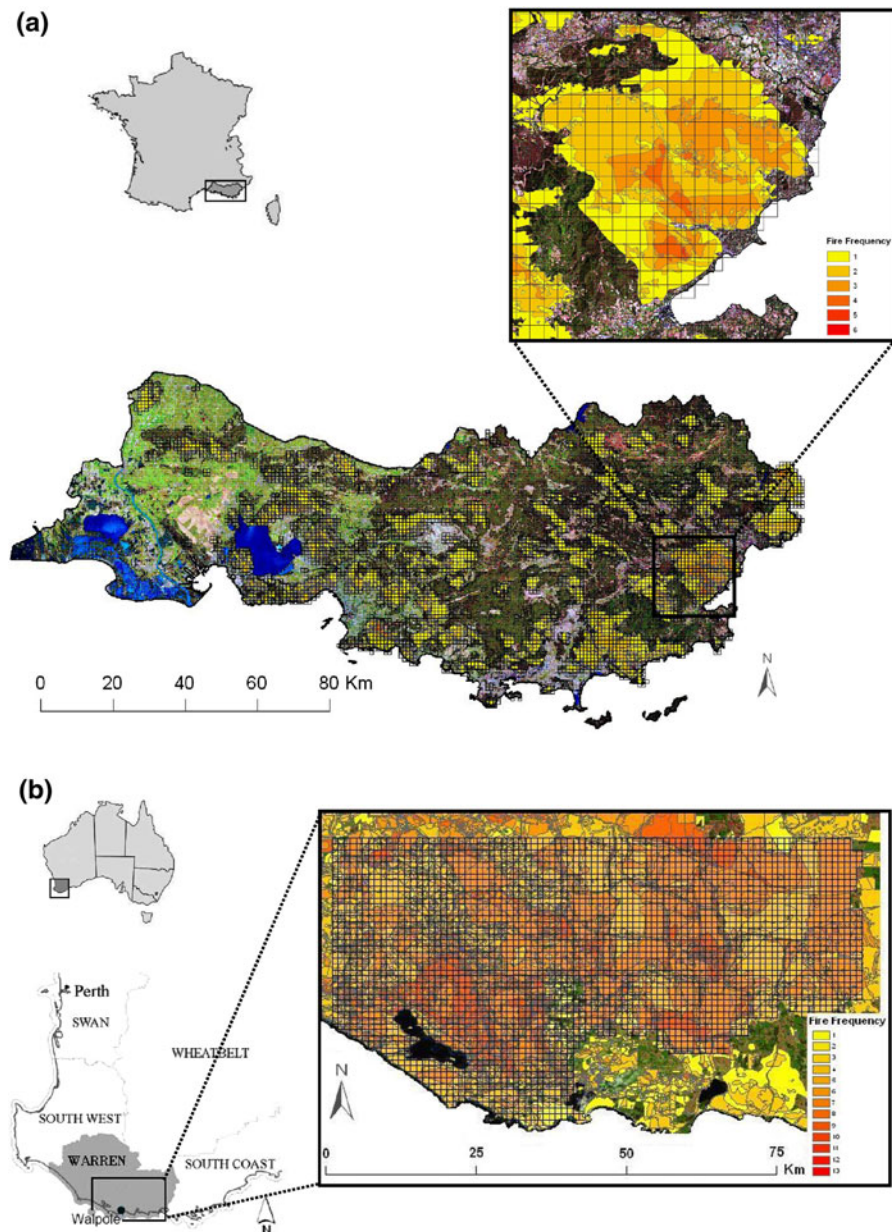 (a)
Fire Frequency
1
2
3
4
5
6
N
0 20 40 60 80 Km
(b)
Perth
SWAN
WHEATBELT
SOUTH WEST
WARREN
SOUTH COAST
Walpole
N
N
Fire Frequency
1
2
3
4
5
6
7
8
9
10
11
12
13
0 25 50 75
Km